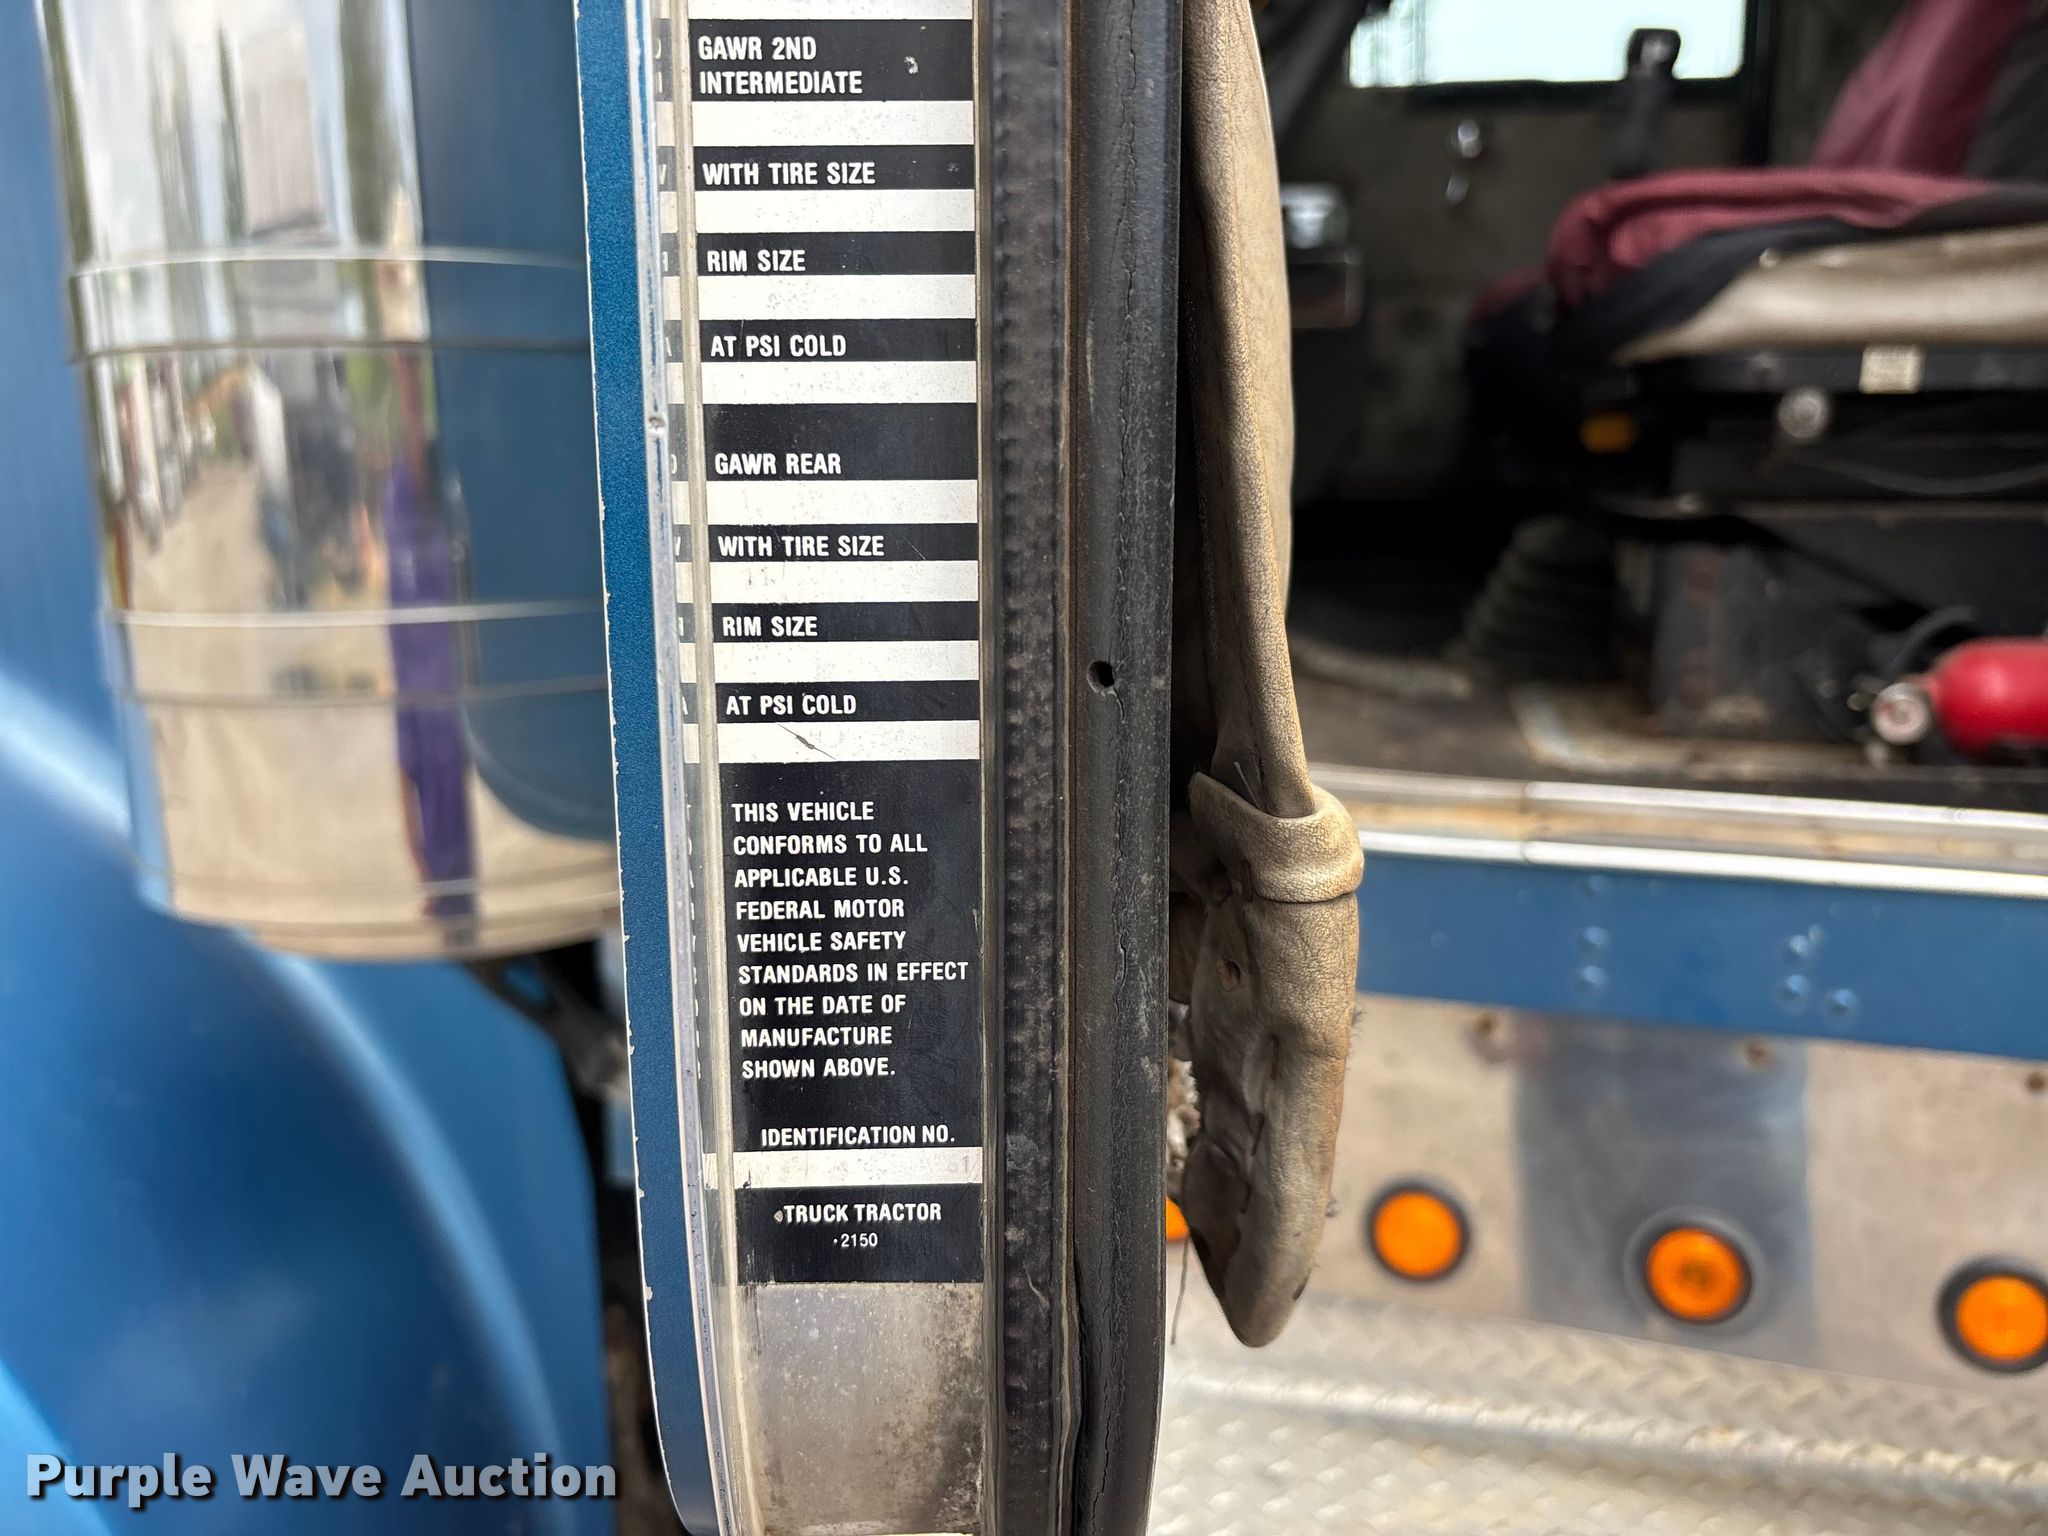 GAWR 2ND
INTERMEDIATE
WITH TIRE SIZE
RIM SIZE
AT PSI COLD
GAWR REAR
WITH TIRE SIZE
RIM SIZE
AT PSI COLD
THIS VEHICLE
CONFORMS TO ALL
APPLICABLE U.S.
FEDERAL MOTOR
VEHICLE SAFETY
STANDARDS IN EFFECT
ON THE DATE OF
MANUFACTURE
SHOWN ABOVE.
IDENTIFICATION NO.
TRUCK TRACTOR
·2150
Purple Wave Auction